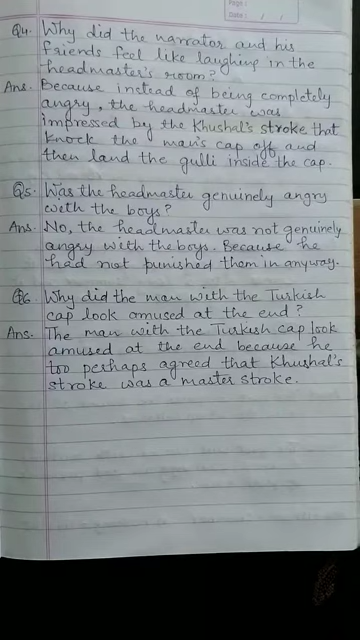 Page :
Date : / /
Q4. Why did the narrator and his
friends feel like laughing in the
headmaster's room?
Ans. Because instead of being completely
angry, the headmaster was
impressed by the Khushal's stroke that
knock the man's cap off and
then land the gulli inside the cap.
Q5. Was the headmaster genuinely angry
with the boys?
Ans. No, the headmaster was not genuinely
angry with the boys. Because he
had not punished them in anyway.
Q6 Why did the man with the Turkish
cap look amused at the end?
Ans. The man with the Turkish cap look
amused at the end because he
too perhaps agreed that Khushal's
stroke was a master stroke.